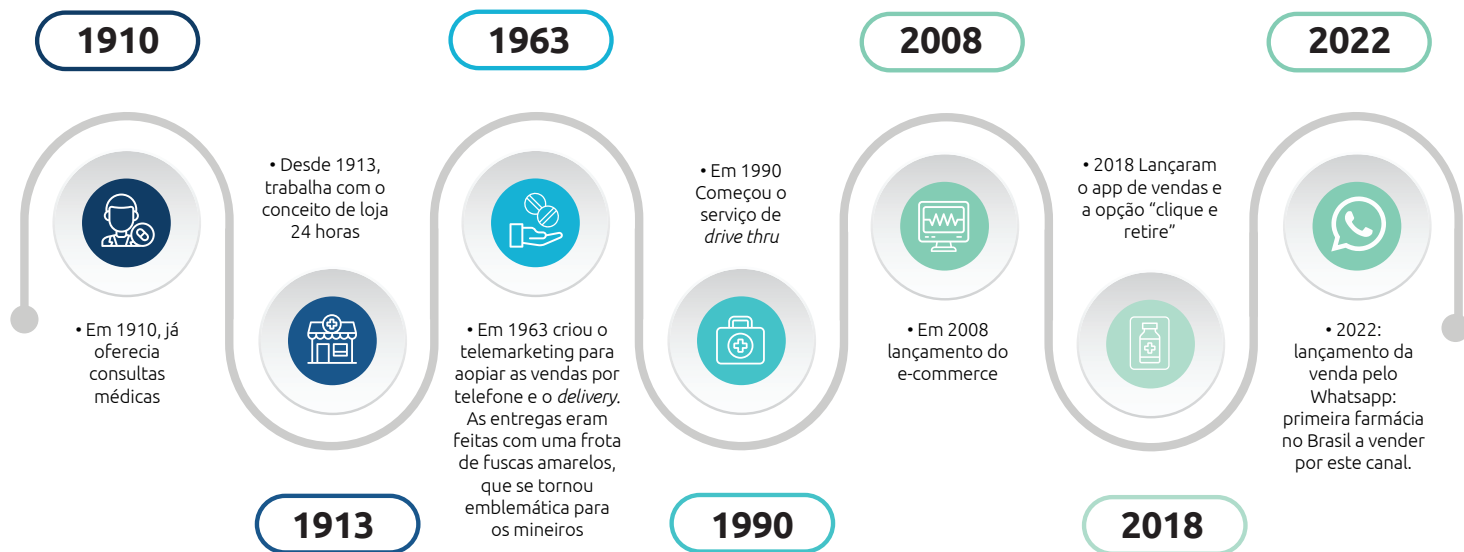 1910
• Em 1910, já
oferecia
consultas
médicas
• Desde 1913,
trabalha com o
conceito de loja
24 horas
1913
1963
• Em 1963 criou o
telemarketing para
aopiar as vendas por
telefone e o delivery.
As entregas eram
feitas com uma frota
de fuscas amarelos,
que se tornou
emblemática para
os mineiros
• Em 1990
Começou o
serviço de
drive thru
1990
2008
• Em 2008
lançamento do
e-commerce
• 2018 Lançaram
o app de vendas e
a opção “clique e
retire”
2018
2022
• 2022:
lançamento da
venda pelo
Whatsapp:
primeira farmácia
no Brasil a vender
por este canal.